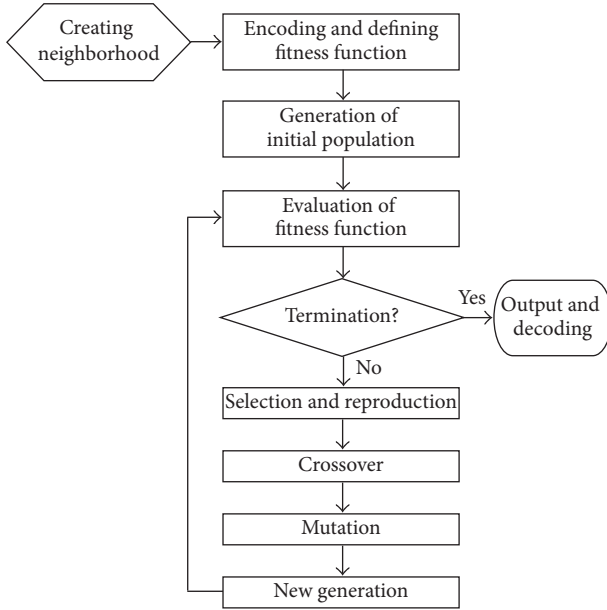 Creating
neighborhood
Encoding and defining
fitness function
Generation of
initial population
Evaluation of
fitness function
Termination?
Yes
Output and
decoding
No
Selection and reproduction
Crossover
Mutation
New generation